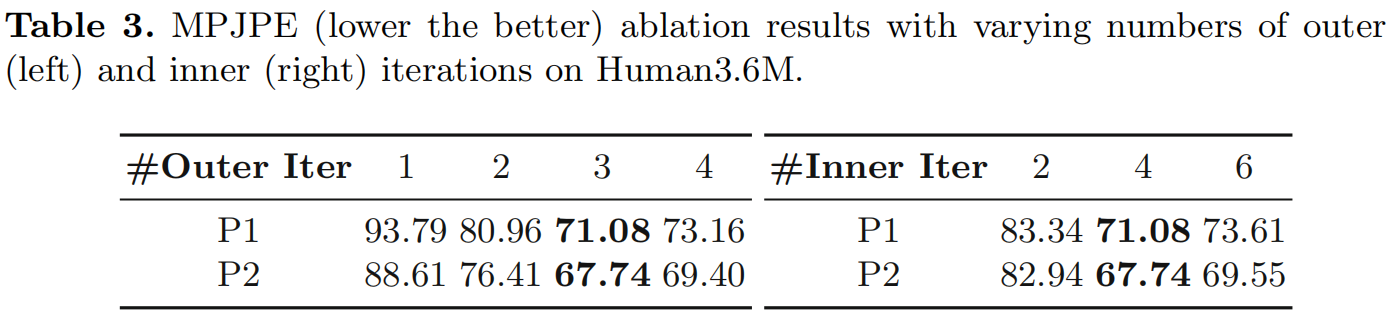 Table 3. MPJPE (lower the better) ablation results with varying numbers of outer
(left) and inner (right) iterations on Human3.6M.
#Outer Iter 1 2 3 4 #Inner Iter 2 4 6
P1 93.79 80.96 71.08 73.16 P1 83.34 71.08 73.61
P2 88.61 76.41 67.74 69.40 P2 82.94 67.74 69.55